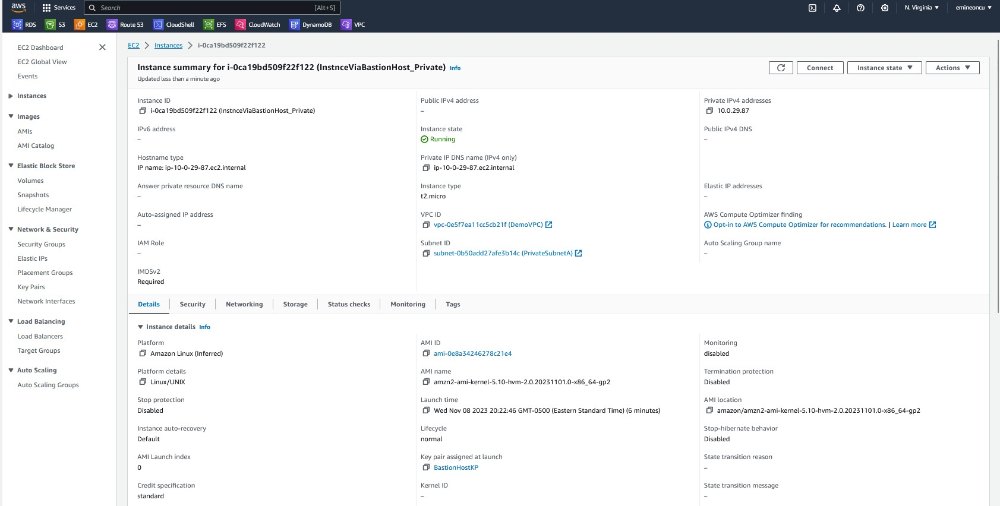 aws Services Search [Alt+S] N. Virginia emineoncu
RDS S3 EC2 Route 53 CloudShell EFS CloudWatch DynamoDB VPC
EC2 Dashboard
EC2 Global View
Events
Instances
Images
AMIs
AMI Catalog
Elastic Block Store
Volumes
Snapshots
Lifecycle Manager
Network & Security
Security Groups
Elastic IPs
Placement Groups
Key Pairs
Network Interfaces
Load Balancing
Load Balancers
Target Groups
Auto Scaling
Auto Scaling Groups
EC2 > Instances > i-0ca19bd509f22f122
Instance summary for i-0ca19bd509f22f122 (InstnceViaBastionHost_Private) Info
Updated less than a minute ago
Connect Instance state Actions
Instance ID
i-0ca19bd509f22f122 (InstnceViaBastionHost_Private)
Public IPv4 address
–
Private IPv4 addresses
10.0.29.87
IPv6 address
–
Instance state
Running
Public IPv4 DNS
–
Hostname type
IP name: ip-10-0-29-87.ec2.internal
Private IP DNS name (IPv4 only)
ip-10-0-29-87.ec2.internal
Answer private resource DNS name
–
Instance type
t2.micro
Elastic IP addresses
–
Auto-assigned IP address
–
VPC ID
vpc-0e5f7ea11cc5cb21f (DemoVPC)
AWS Compute Optimizer finding
Opt-in to AWS Compute Optimizer for recommendations. | Learn more
IAM Role
–
Subnet ID
subnet-0b50add27afe3b14c (PrivateSubnetA)
Auto Scaling Group name
–
IMDSv2
Required
Details Security Networking Storage Status checks Monitoring Tags
Instance details Info
Platform
Amazon Linux (Inferred)
AMI ID
ami-0e8a34246278c21e4
Monitoring
disabled
Platform details
Linux/UNIX
AMI name
amzn2-ami-kernel-5.10-hvm-2.0.20231101.0-x86_64-gp2
Termination protection
Disabled
Stop protection
Disabled
Launch time
Wed Nov 08 2023 20:22:46 GMT-0500 (Eastern Standard Time) (6 minutes)
AMI location
amazon/amzn2-ami-kernel-5.10-hvm-2.0.20231101.0-x86_64-gp2
Instance auto-recovery
Default
Lifecycle
normal
Stop-hibernate behavior
Disabled
AMI Launch index
0
Key pair assigned at launch
BastionHostKP
State transition reason
–
Credit specification
standard
Kernel ID
–
State transition message
–